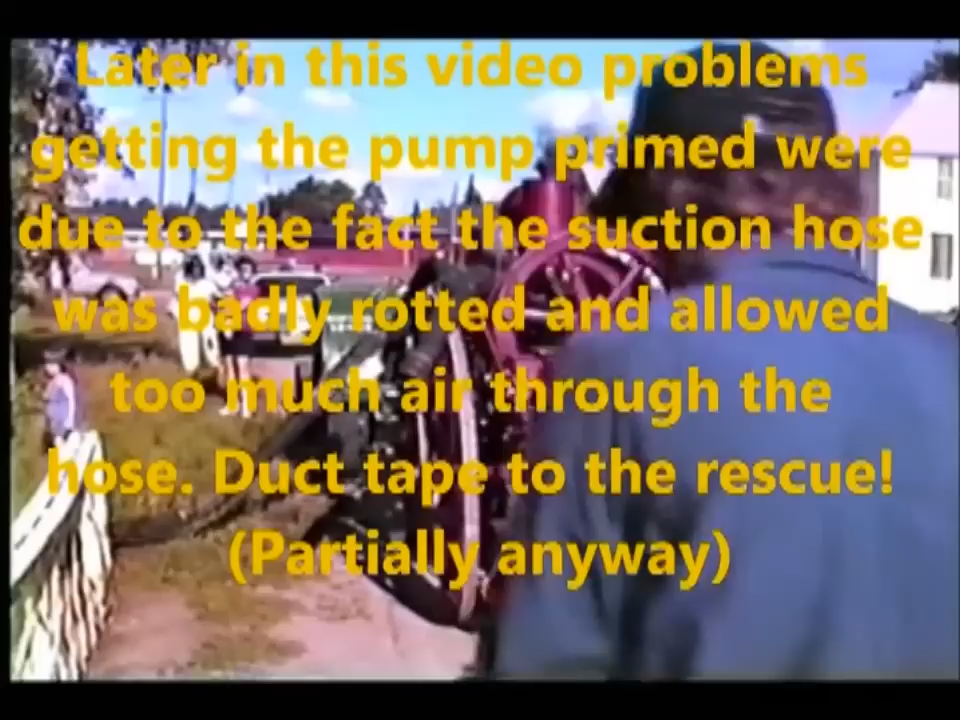 Later in this video problems
getting the pump primed were
due to the fact the suction hose
was badly rotted and allowed
too much air through the
hose. Duct tape to the rescue!
(Partially anyway)